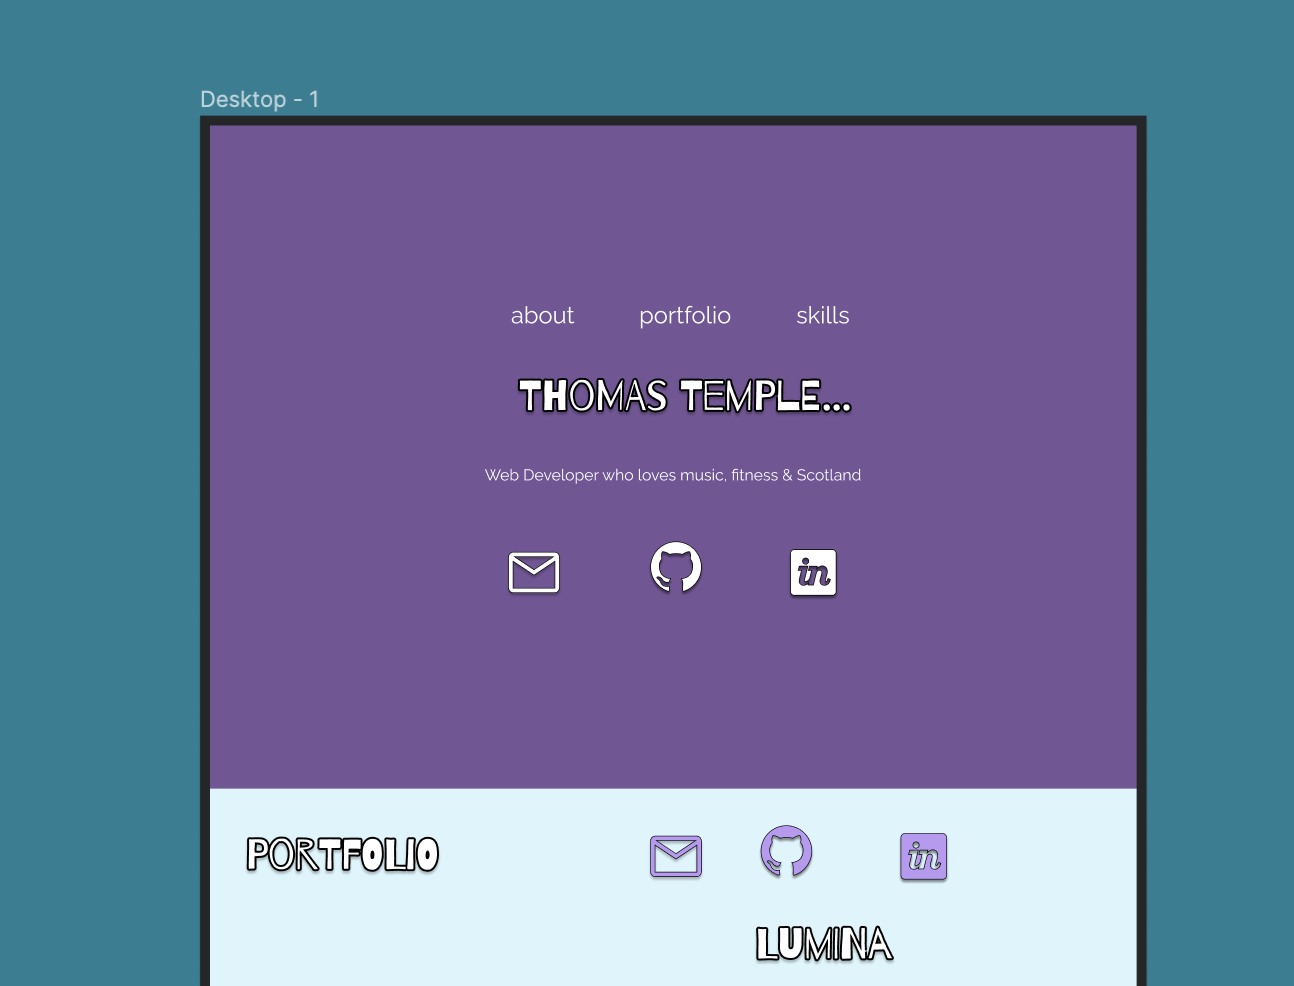 Desktop - 1
about portfolio skills
THOMAS TEMPLE...
Web Developer who loves music, fitness & Scotland
in
PORTFOLIO
in
LUMINA